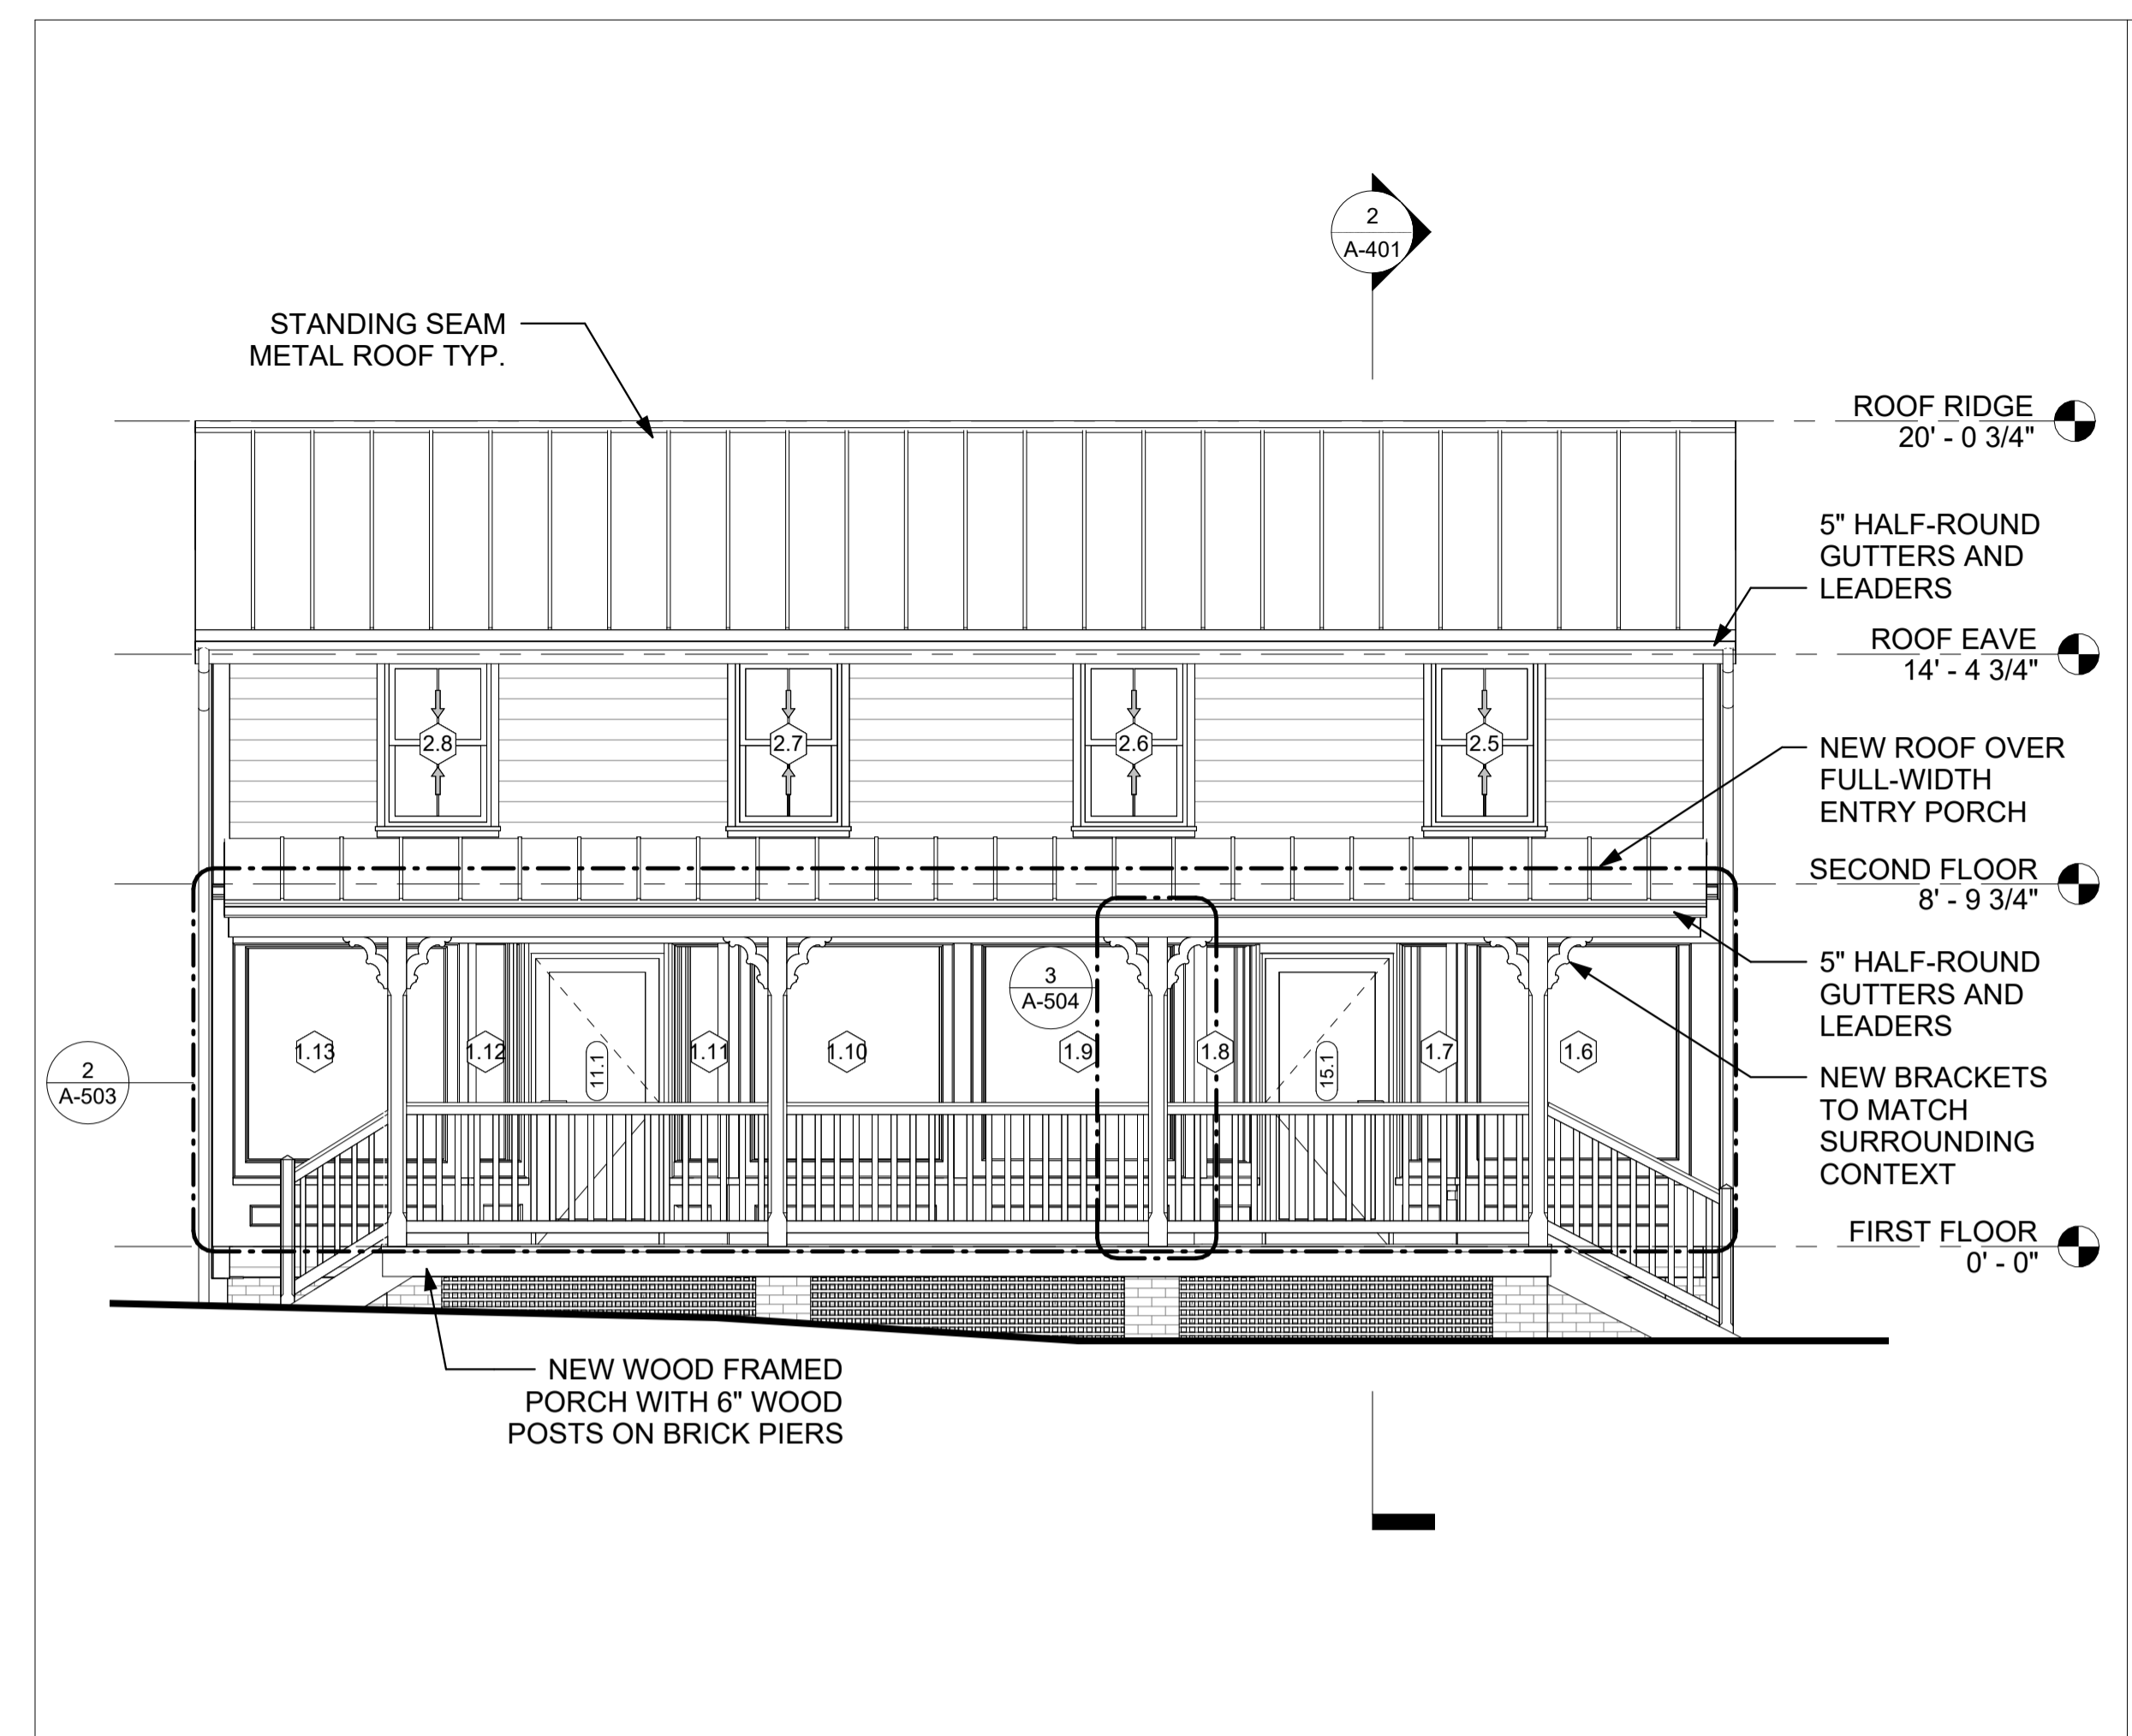 2
A-401
STANDING SEAM
METAL ROOF TYP.
ROOF RIDGE
20' - 0 3/4"
5" HALF-ROUND
GUTTERS AND
LEADERS
ROOF EAVE
14' - 4 3/4"
2.8
2.7
2.6
2.5
NEW ROOF OVER
FULL-WIDTH
ENTRY PORCH
SECOND FLOOR
8' - 9 3/4"
5" HALF-ROUND
GUTTERS AND
LEADERS
3
A-504
1.13
1.12
11.1
1.11
1.10
1.9
1.8
15.1
1.7
1.6
2
A-503
NEW BRACKETS
TO MATCH
SURROUNDING
CONTEXT
FIRST FLOOR
0' - 0"
NEW WOOD FRAMED
PORCH WITH 6" WOOD
POSTS ON BRICK PIERS